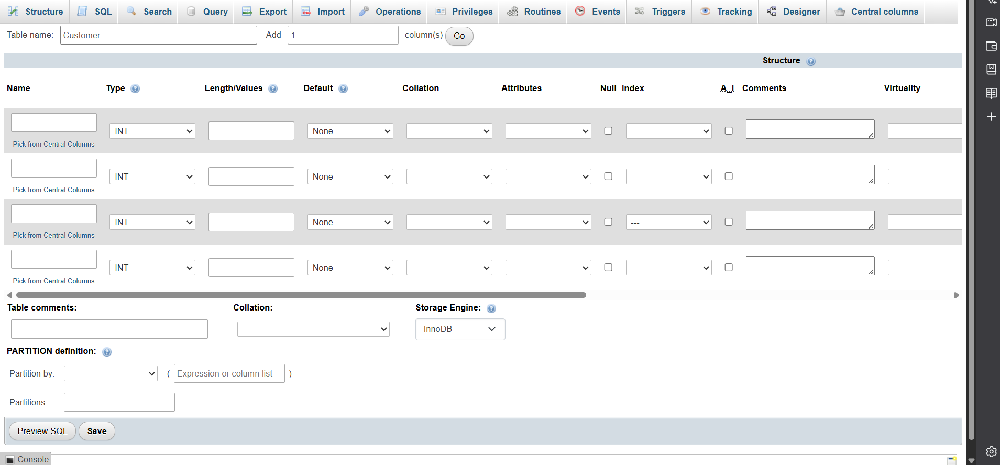 Structure SQL Search Query Export Import Operations Privileges Routines Events Triggers Tracking Designer Central columns
Table name: Customer Add 1 column(s) Go
Structure
Name Type Length/Values Default Collation Attributes Null Index A_I Comments Virtuality
INT None ---
Pick from Central Columns
INT None ---
Pick from Central Columns
INT None ---
Pick from Central Columns
INT None ---
Pick from Central Columns
Table comments: Collation: Storage Engine:
InnoDB
PARTITION definition:
Partition by: ( Expression or column list )
Partitions:
Preview SQL Save
Console